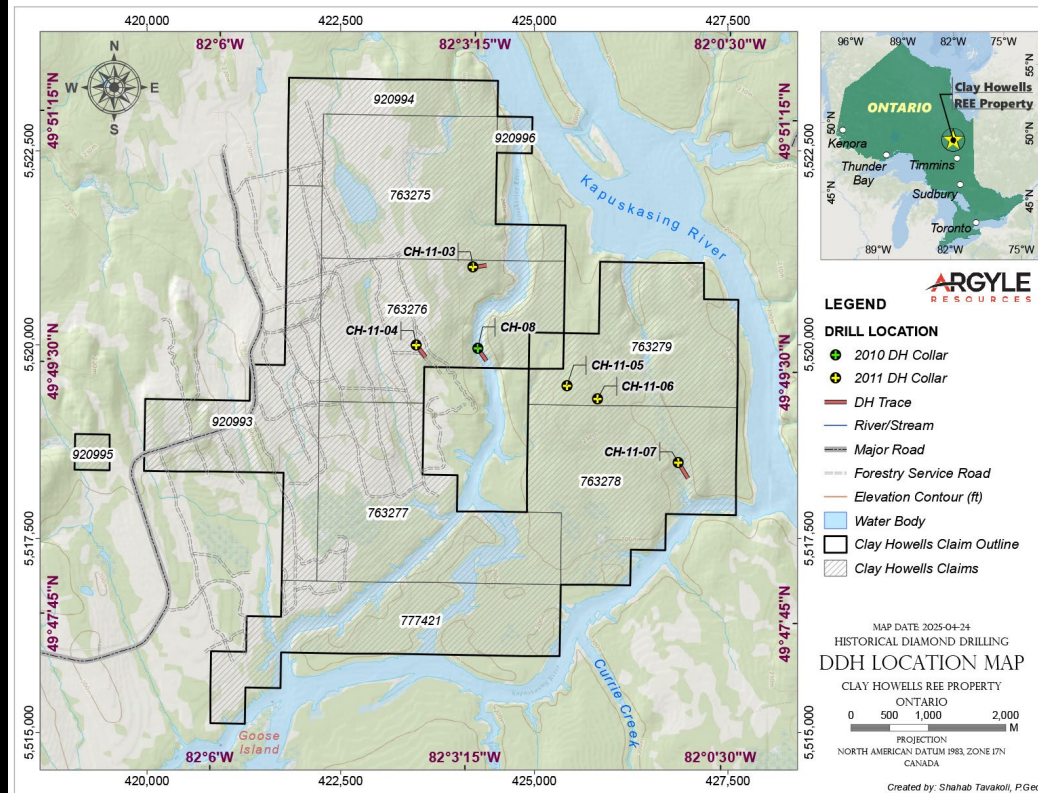 420,000
422,500
425,000
427,500
82°6'W
82°3'15"W
82°0'30"W
N
W
E
S
49°51'15"N
5,522,500
49°49'30"N
5,520,000
5,517,500
49°47'45"N
5,515,000
920994
920996
763275
Kapuskasing River
CH-11-03
763276
CH-11-04
CH-08
763279
CH-11-05
CH-11-06
920993
920995
CH-11-07
763278
763277
777421
Currie Creek
Goose
Island
49°51'15"N
5,522,500
5,520,000
49°49'30"N
5,517,500
49°47'45"N
5,515,000
82°6'W
82°3'15"W
82°0'30"W
420,000
422,500
425,000
427,500
96°W
89°W
82°W
75°W
55°N
Clay Howells
REE Property
ONTARIO
50°N
50°N
Kenora
Thunder
Bay
Timmins
Sudbury
45°N
45°N
Toronto
89°W
82°W
75°W
ARGYLE
RESOURCES
LEGEND
DRILL LOCATION
2010 DH Collar
2011 DH Collar
DH Trace
River/Stream
Major Road
Forestry Service Road
Elevation Contour (ft)
Water Body
Clay Howells Claim Outline
Clay Howells Claims
MAP DATE: 2025-04-24
HISTORICAL DIAMOND DRILLING
DDH LOCATION MAP
CLAY HOWELLS REE PROPERTY
ONTARIO
0 500 1,000 2,000
M
PROJECTION
NORTH AMERICAN DATUM 1983, ZONE 17N
CANADA
Created by: Shahab Tavakoli, P.Geo